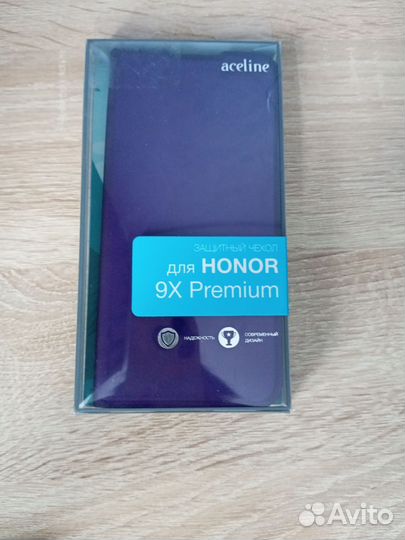 aceline
ЗАЩИТНЫЙ ЧЕХОЛ
для HONOR
9X Premium
НАДЕЖНОСТЬ
СОВРЕМЕННЫЙ
ДИЗАЙН
Avito